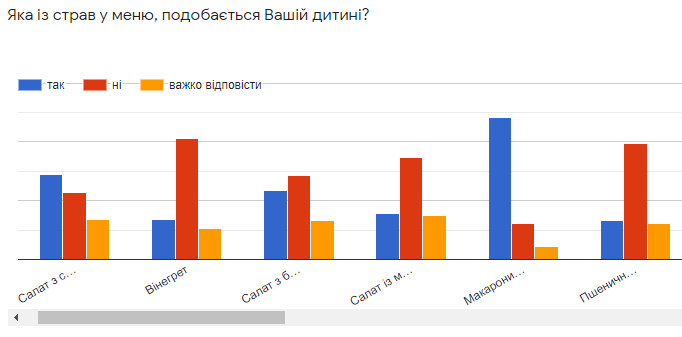 Яка із страв у меню, подобається Вашій дитині?
так ні важко відповісти
Салат з с...
Вінегрет
Салат з б...
Салат із м...
Макарони...
Пшеничн...